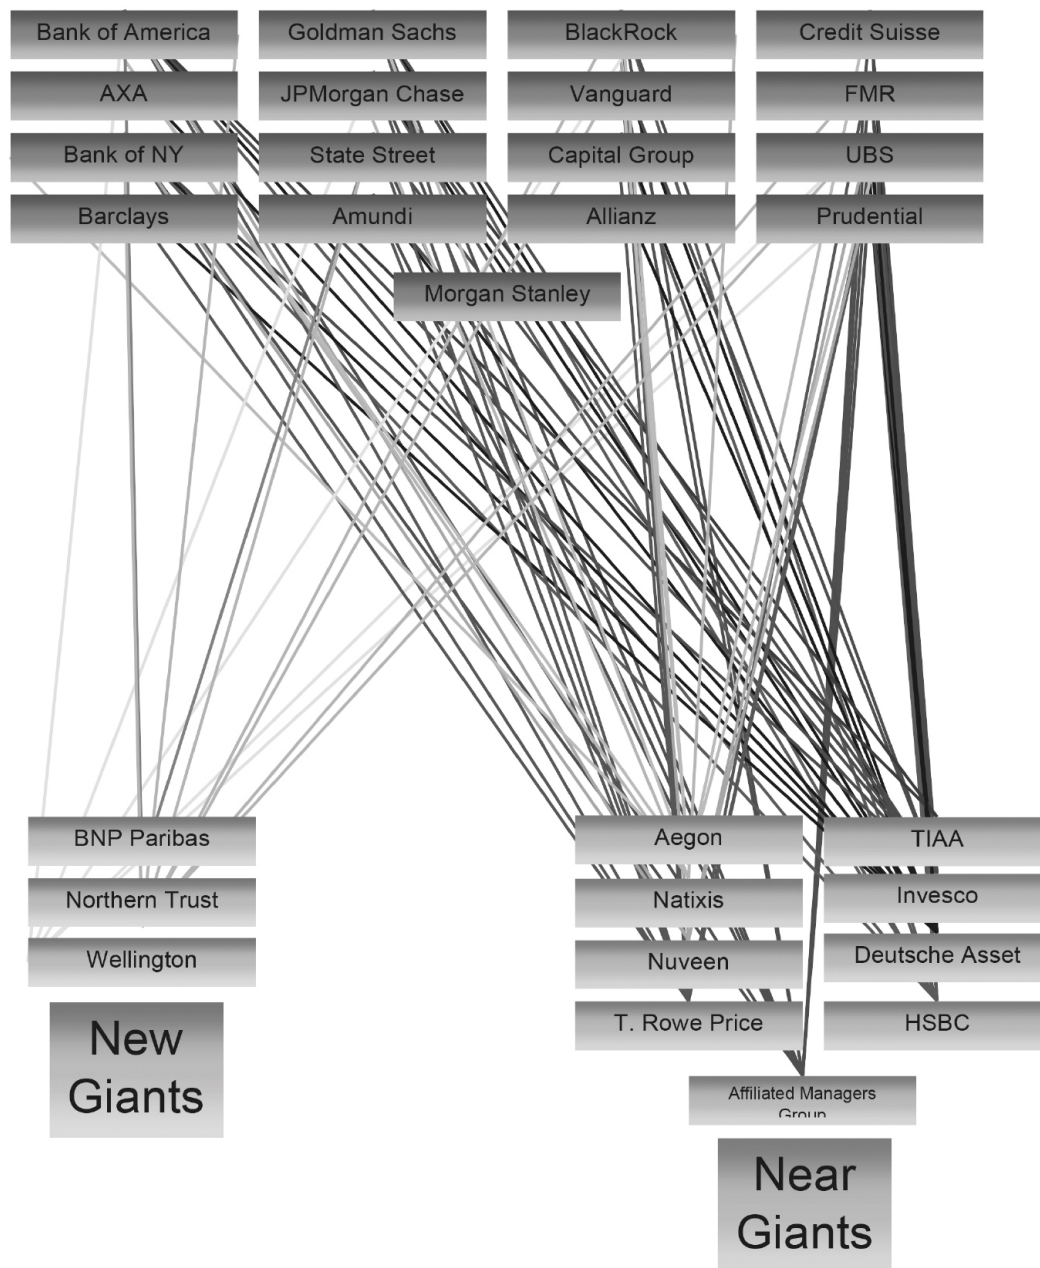 Bank of America
Goldman Sachs
BlackRock
Credit Suisse
AXA
JPMorgan Chase
Vanguard
FMR
Bank of NY
State Street
Capital Group
UBS
Barclays
Amundi
Allianz
Prudential
Morgan Stanley
BNP Paribas
Aegon
TIAA
Northern Trust
Natixis
Invesco
Wellington
Nuveen
Deutsche Asset
T. Rowe Price
HSBC
New
Giants
Affiliated Managers
Group
Near
Giants